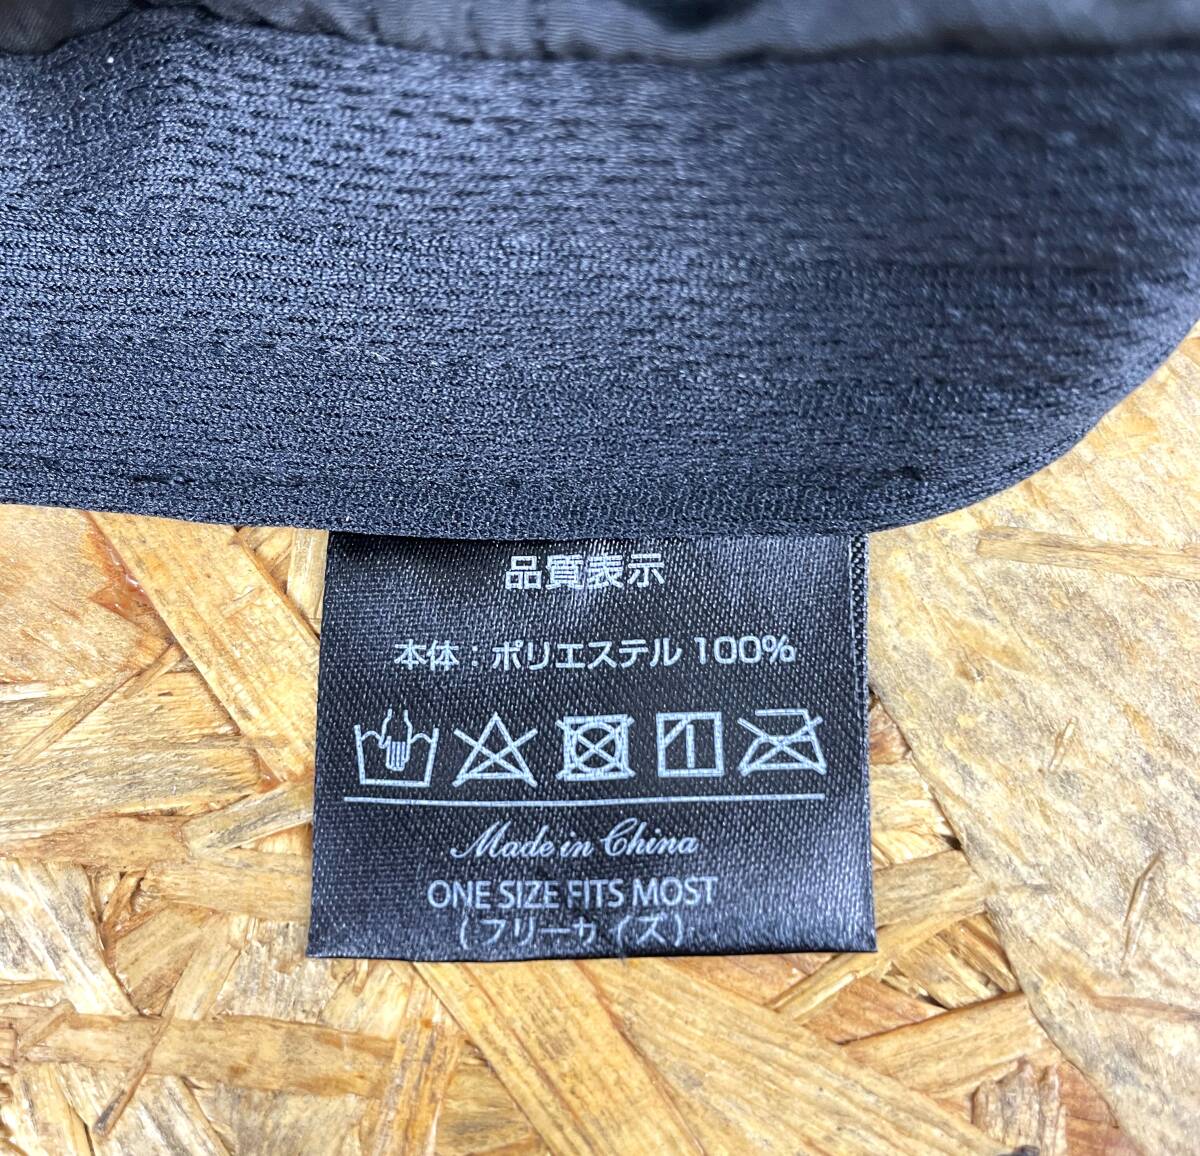 品質表示
本体：ポリエステル 100%
Made in China
ONE SIZE FITS MOST
(フリーサイズ)